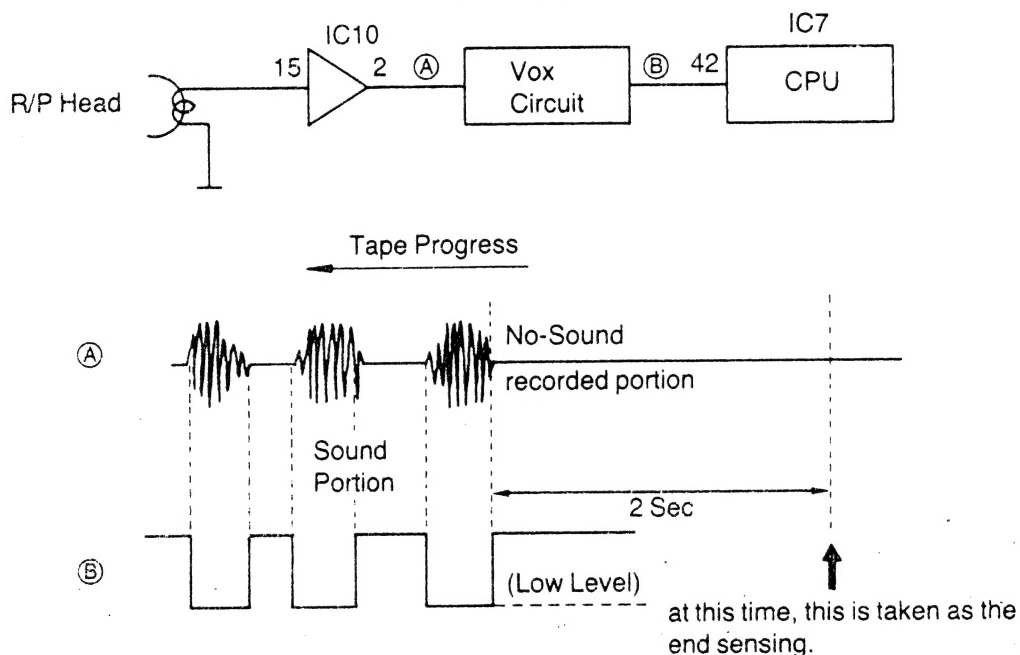 IC10
IC7
15
2
Ⓐ
Vox
Circuit
Ⓑ
42
CPU
R/P Head
Tape Progress
Ⓐ
No-Sound
recorded portion
Sound
Portion
2 Sec
Ⓑ
(Low Level)
at this time, this is taken as the
end sensing.